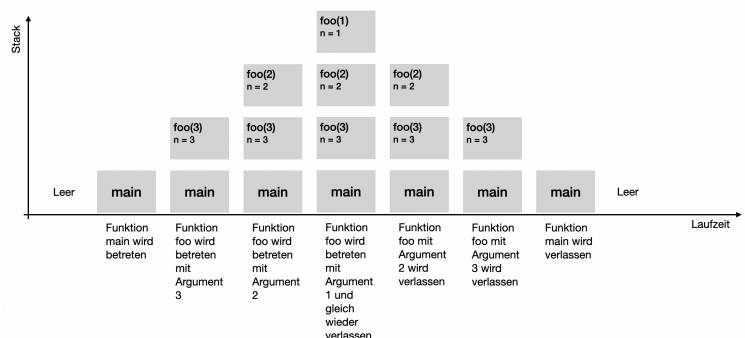 Stack
foo(1)
n = 1
foo(2)
n = 2
foo(2)
n = 2
foo(2)
n = 2
foo(3)
n = 3
foo(3)
n = 3
foo(3)
n = 3
foo(3)
n = 3
foo(3)
n = 3
Leer
main
main
main
main
main
main
main
Leer
Laufzeit
Funktion
main wird
betreten
Funktion
foo wird
betreten
mit
Argument
3
Funktion
foo wird
betreten
mit
Argument
2
Funktion
foo wird
betreten
mit
Argument
1 und
gleich
wieder
verlassen
Funktion
foo mit
Argument
2 wird
verlassen
Funktion
foo mit
Argument
3 wird
verlassen
Funktion
main wird
verlassen